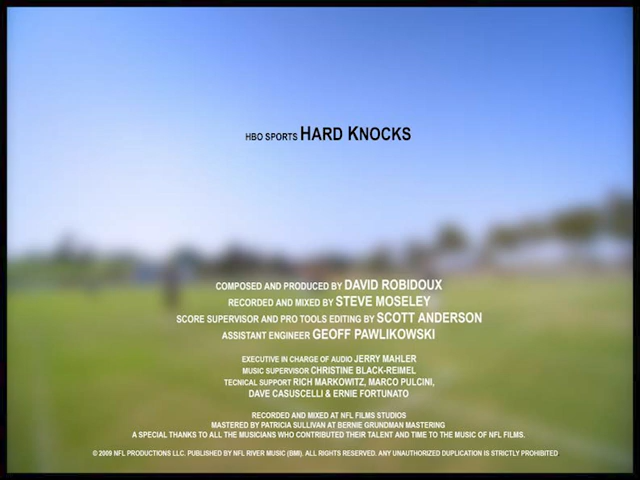 HBO SPORTS HARD KNOCKS
COMPOSED AND PRODUCED BY DAVID ROBIDOUX
RECORDED AND MIXED BY STEVE MOSELEY
SCORE SUPERVISOR AND PRO TOOLS EDITING BY SCOTT ANDERSON
ASSISTANT ENGINEER GEOFF PAWLIKOWSKI
EXECUTIVE IN CHARGE OF AUDIO JERRY MAHLER
MUSIC SUPERVISOR CHRISTINE BLACK-REIMEL
TECNICAL SUPPORT RICH MARKOWITZ, MARCO PULCINI,
DAVE CASUSCELLI & ERNIE FORTUNATO
RECORDED AND MIXED AT NFL FILMS STUDIOS
MASTERED BY PATRICIA SULLIVAN AT BERNIE GRUNDMAN MASTERING
A SPECIAL THANKS TO ALL THE MUSICIANS WHO CONTRIBUTED THEIR TALENT AND TIME TO THE MUSIC OF NFL FILMS.
© 2009 NFL PRODUCTIONS LLC. PUBLISHED BY NFL RIVER MUSIC (BMI). ALL RIGHTS RESERVED. ANY UNAUTHORIZED DUPLICATION IS STRICTLY PROHIBITED